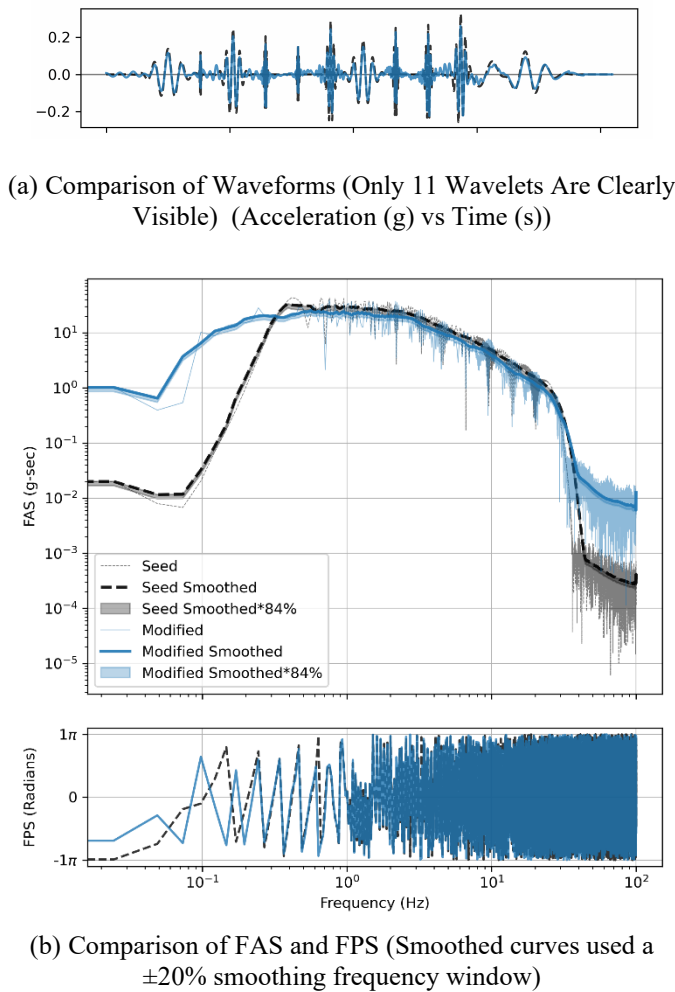 0.2
0.0
−0.2
(a) Comparison of Waveforms (Only 11 Wavelets Are Clearly
Visible)  (Acceleration (g) vs Time (s))
10¹
10⁰
10⁻¹
10⁻²
10⁻³
10⁻⁴
10⁻⁵
FAS (g-sec)
Seed
Seed Smoothed
Seed Smoothed*84%
Modified
Modified Smoothed
Modified Smoothed*84%
1π
0
-1π
FPS (Radians)
10⁻¹ 10⁰ 10¹ 10²
Frequency (Hz)
(b) Comparison of FAS and FPS (Smoothed curves used a
±20% smoothing frequency window)